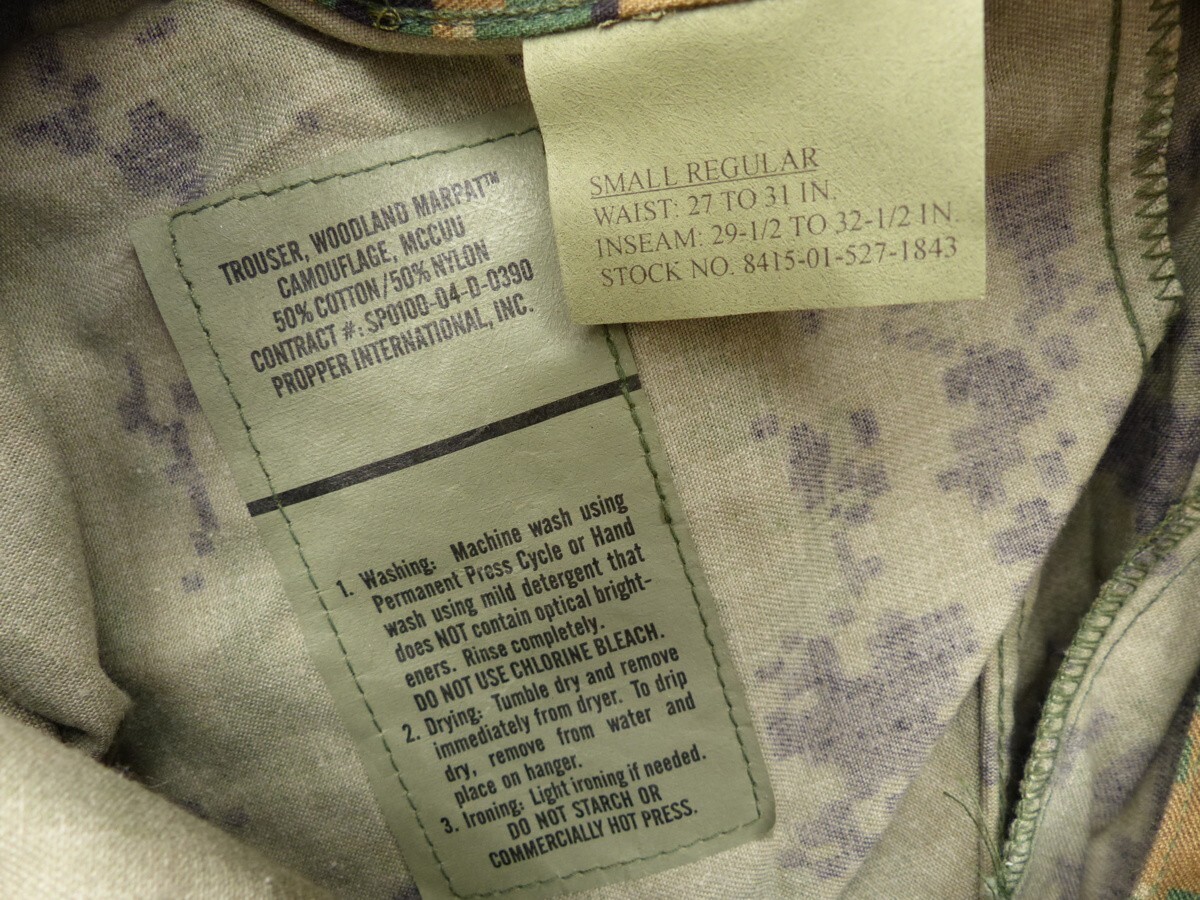 TROUSER, WOODLAND MARPAT™
CAMOUFLAGE, MCCUU
50% COTTON/50% NYLON
CONTRACT #: SP0100-04-D-0390
PROPPER INTERNATIONAL, INC.
1. Washing: Machine wash using
Permanent Press Cycle or Hand
wash using mild detergent that
does NOT contain optical bright-
eners. Rinse completely.
DO NOT USE CHLORINE BLEACH.
2. Drying: Tumble dry and remove
immediately from dryer. To drip
dry, remove from water and
place on hanger.
3. Ironing: Light ironing if needed.
DO NOT STARCH OR
COMMERCIALLY HOT PRESS.
SMALL REGULAR
WAIST: 27 TO 31 IN.
INSEAM: 29-1/2 TO 32-1/2 IN.
STOCK NO. 8415-01-527-1843